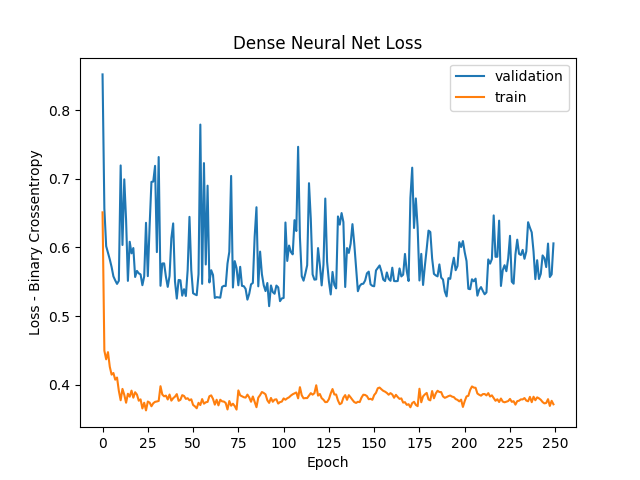 Dense Neural Net Loss
validation
train
Loss - Binary Crossentropy
0.8
0.7
0.6
0.5
0.4
0 25 50 75 100 125 150 175 200 225 250
Epoch